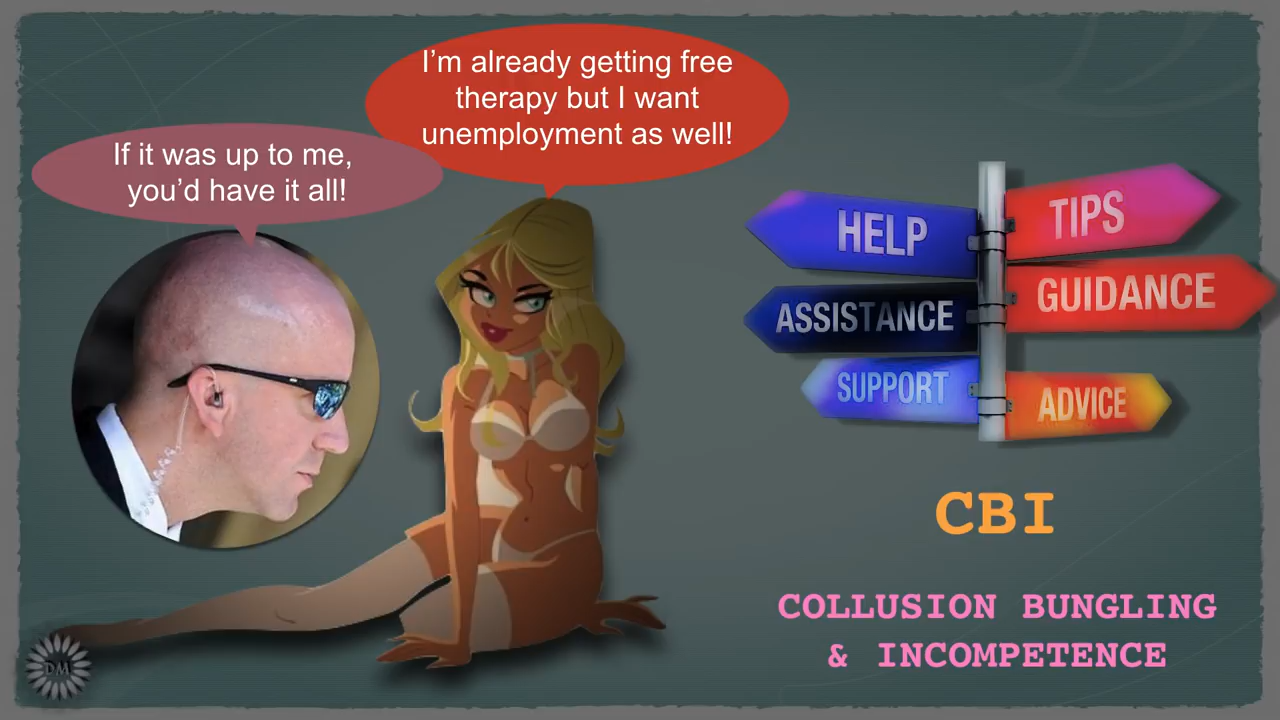 I’m already getting free
therapy but I want
unemployment as well!
If it was up to me,
you’d have it all!
HELP
TIPS
ASSISTANCE
GUIDANCE
SUPPORT
ADVICE
CBI
COLLUSION BUNGLING
& INCOMPETENCE
DM